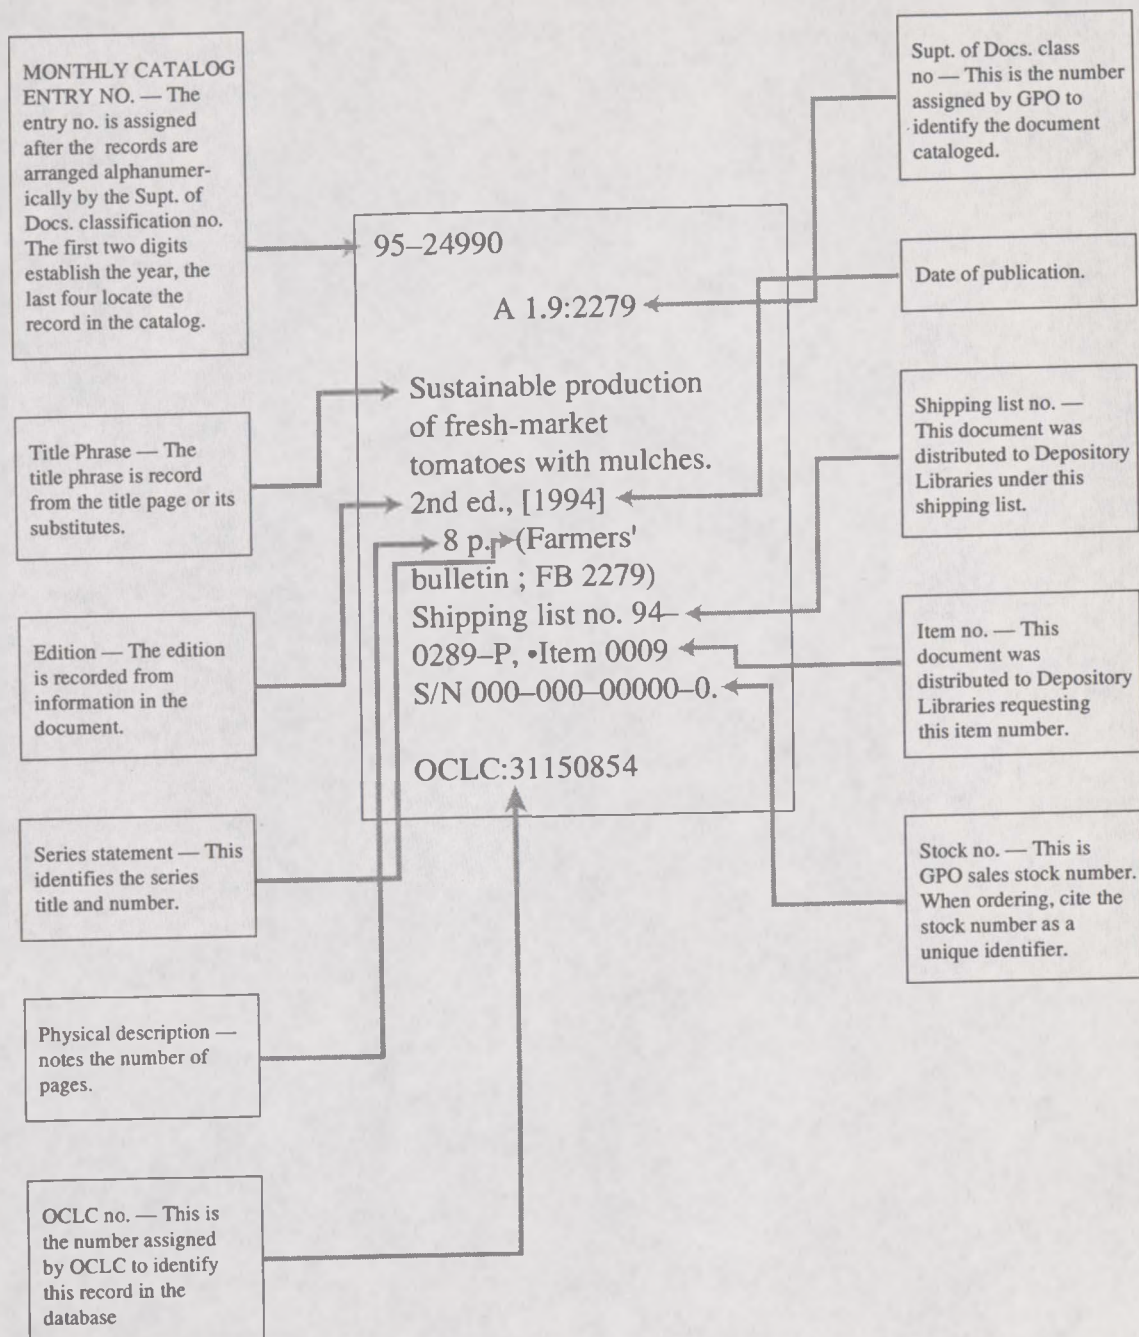 MONTHLY CATALOG
ENTRY NO. — The
entry no. is assigned
after the records are
arranged alphanumer-
ically by the Supt. of
Docs. classification no.
The first two digits
establish the year, the
last four locate the
record in the catalog.
Title Phrase — The
title phrase is record
from the title page or its
substitutes.
Edition — The edition
is recorded from
information in the
document.
Series statement — This
identifies the series
title and number.
Physical description —
notes the number of
pages.
OCLC no. — This is
the number assigned
by OCLC to identify
this record in the
database
95–24990
A 1.9:2279
Sustainable production
of fresh-market
tomatoes with mulches.
2nd ed., [1994]
8 p. (Farmers'
bulletin ; FB 2279)
Shipping list no. 94–
0289–P, •Item 0009
S/N 000–000–00000–0.
OCLC:31150854
Supt. of Docs. class
no — This is the number
assigned by GPO to
identify the document
cataloged.
Date of publication.
Shipping list no. —
This document was
distributed to Depository
Libraries under this
shipping list.
Item no. — This
document was
distributed to Depository
Libraries requesting
this item number.
Stock no. — This is
GPO sales stock number.
When ordering, cite the
stock number as a
unique identifier.